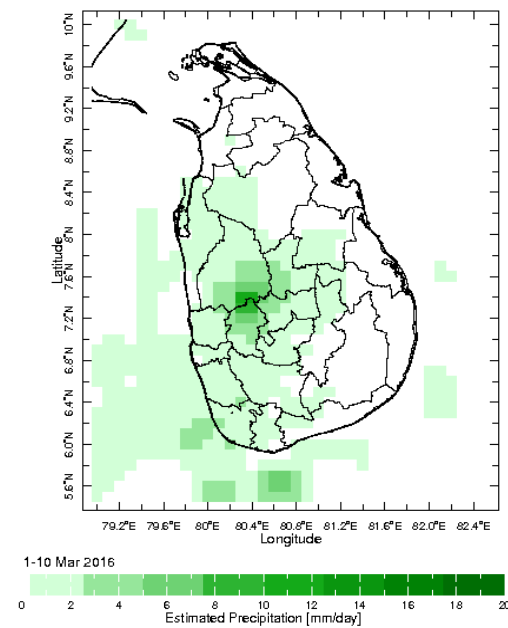 10°N
9.6°N
9.2°N
8.8°N
8.4°N
8°N
7.6°N
7.2°N
6.8°N
6.4°N
6.0°N
5.6°N
Latitude
79.2°E 79.6°E 80°E 80.4°E 80.8°E 81.2°E 81.6°E 82.0°E 82.4°E
Longitude
1-10 Mar 2016
0 2 4 6 8 10 12 14 16 18 20
Estimated Precipitation [mm/day]